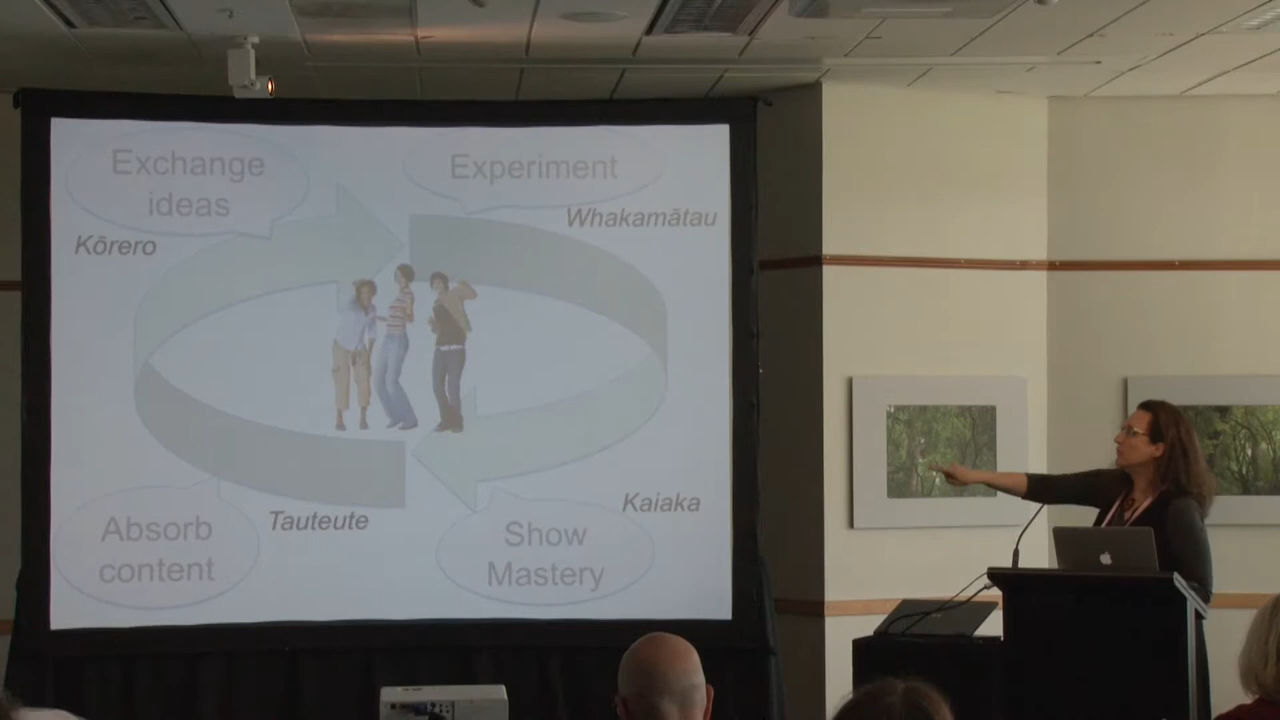 Exchange
ideas
Kōrero
Experiment
Whakamātau
Absorb
content
Tauteute
Kaiaka
Show
Mastery